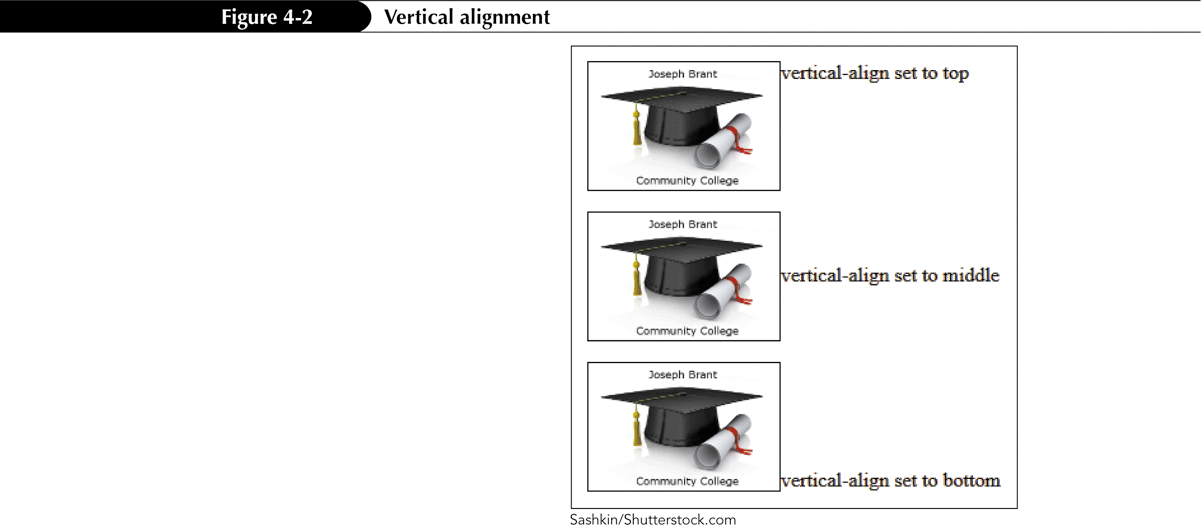 Figure 4-2 Vertical alignment
Joseph Brant
vertical-align set to top
Community College
Joseph Brant
vertical-align set to middle
Community College
Joseph Brant
Community College
vertical-align set to bottom
Sashkin/Shutterstock.com